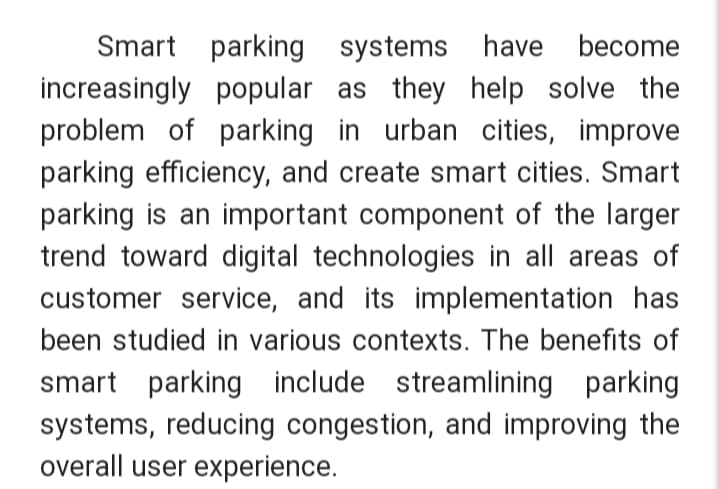 Smart parking systems have become
increasingly popular as they help solve the
problem of parking in urban cities, improve
parking efficiency, and create smart cities. Smart
parking is an important component of the larger
trend toward digital technologies in all areas of
customer service, and its implementation has
been studied in various contexts. The benefits of
smart parking include streamlining parking
systems, reducing congestion, and improving the
overall user experience.